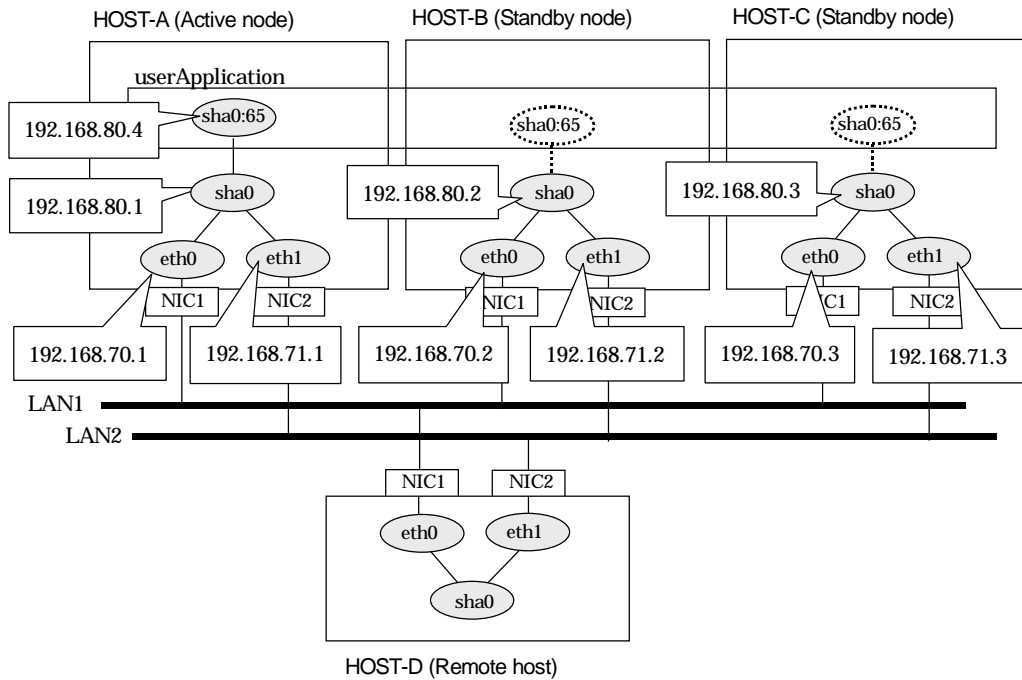 HOST-A (Active node)
HOST-B (Standby node)
HOST-C (Standby node)
userApplication
192.168.80.4
sha0:65
sha0:65
sha0:65
192.168.80.1
sha0
192.168.80.2
sha0
192.168.80.3
sha0
eth0
eth1
eth0
eth1
eth0
eth1
NIC1
NIC2
NIC1
NIC2
NIC1
NIC2
192.168.70.1
192.168.71.1
192.168.70.2
192.168.71.2
192.168.70.3
192.168.71.3
LAN1
LAN2
NIC1
NIC2
eth0
eth1
sha0
HOST-D (Remote host)